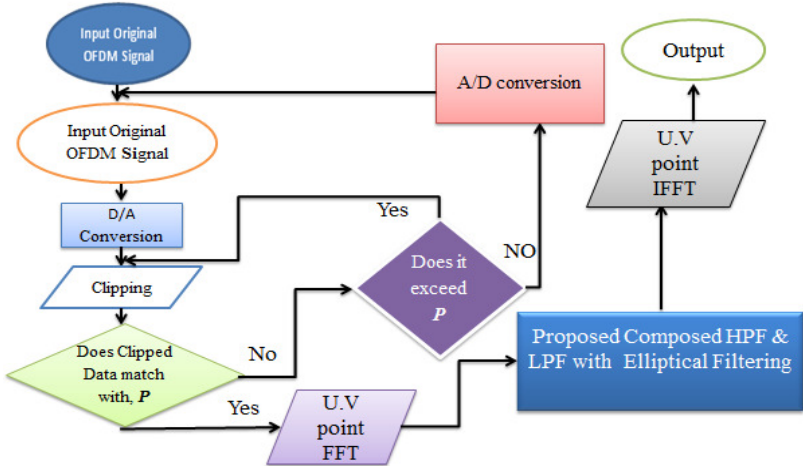 Input Original
OFDM Signal
Output
A/D conversion
Input Original
OFDM Signal
U.V
point
IFFT
D/A
Conversion
Yes
NO
Clipping
Does it
exceed
P
Does Clipped
Data match
with, P
No
Proposed Composed HPF &
LPF with Elliptical Filtering
Yes
U.V
point
FFT